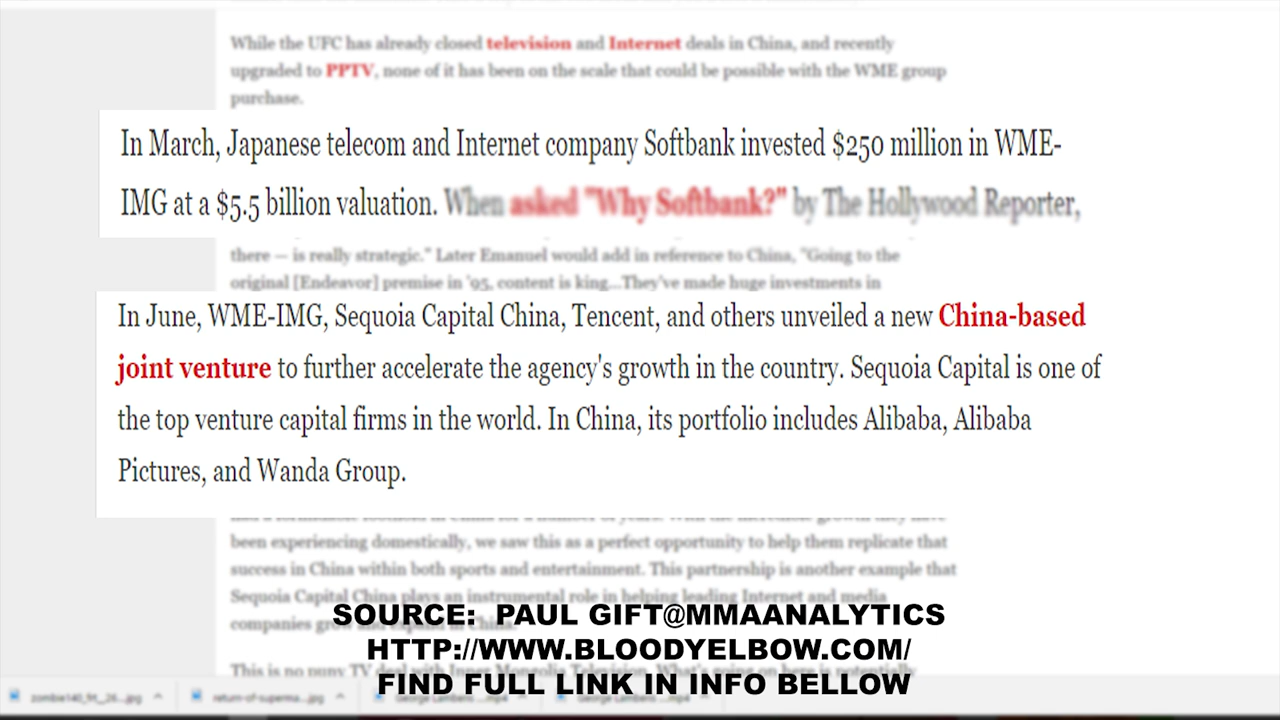 While the UFC has already closed television and Internet deals in China, and recently
upgraded to PPTV, none of it has been on the scale that could be possible with the WME group
purchase.
In March, Japanese telecom and Internet company Softbank invested $250 million in WME-
IMG at a $5.5 billion valuation. When asked "Why Softbank?" by The Hollywood Reporter,
there — is really strategic." Later Emanuel would add in reference to China, "Going to the
original [Endeavor] premise in '95, content is king...They've made huge investments in
In June, WME-IMG, Sequoia Capital China, Tencent, and others unveiled a new China-based
joint venture to further accelerate the agency's growth in the country. Sequoia Capital is one of
the top venture capital firms in the world. In China, its portfolio includes Alibaba, Alibaba
Pictures, and Wanda Group.
been experiencing domestically, we saw this as a perfect opportunity to help them replicate that
success in China within both sports and entertainment. This partnership is another example that
Sequoia Capital China plays an instrumental role in helping leading Internet and media
companies grow and expand in China.
SOURCE: PAUL GIFT@MMAANALYTICS
HTTP://WWW.BLOODYELBOW.COM/
This is no puny TV deal with Inner Mongolia Television. What's going on here is potentially
FIND FULL LINK IN INFO BELLOW